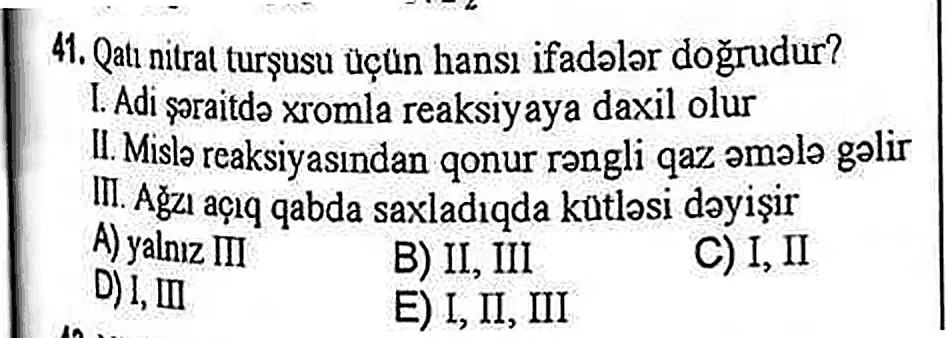 41. Qatı nitrat turşusu üçün hansı ifadələr doğrudur?
I. Adi şəraitdə xromla reaksiyaya daxil olur
II. Mislə reaksiyasından qonur rəngli qaz əmələ gəlir
III. Ağzı açıq qabda saxladıqda kütləsi dəyişir
A) yalnız III B) II, III C) I, II
D) I, III E) I, II, III